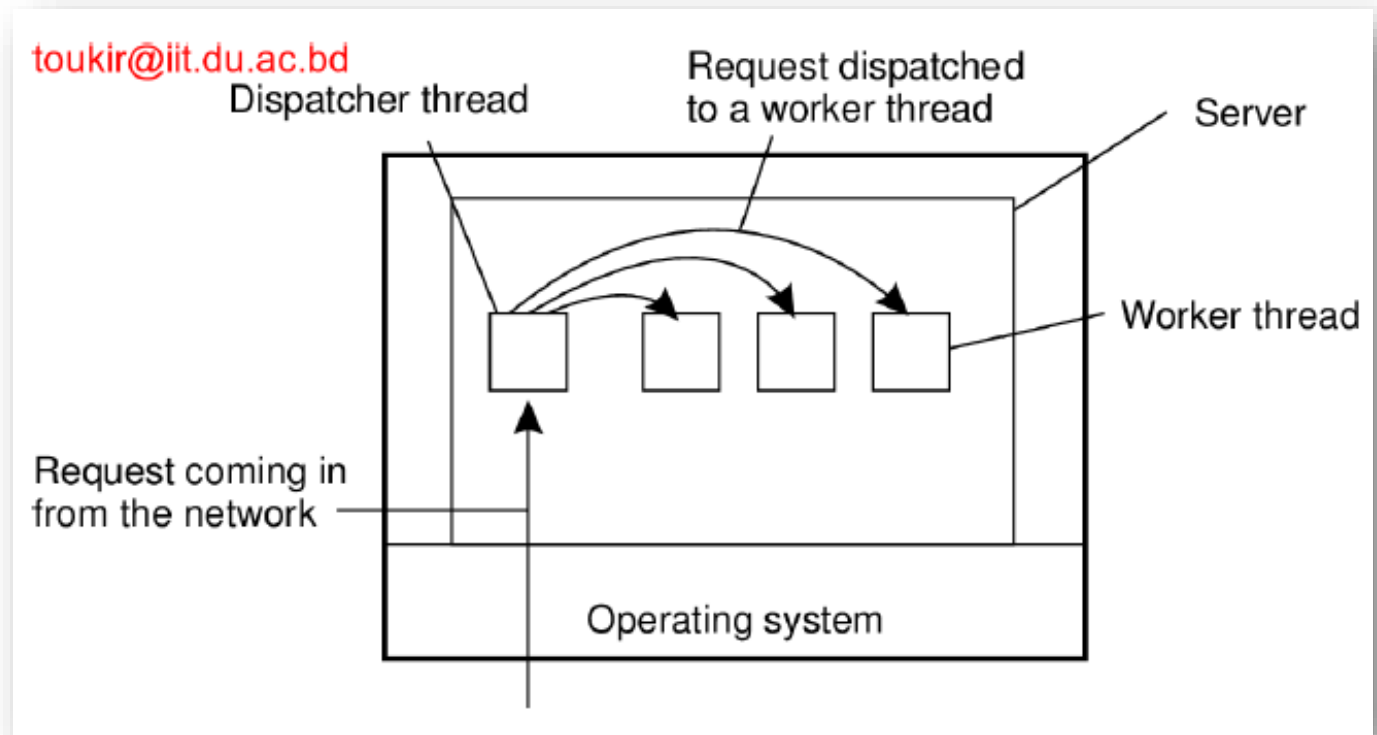 toukir@iit.du.ac.bd
Dispatcher thread
Request dispatched
to a worker thread
Server
Worker thread
Request coming in
from the network
Operating system